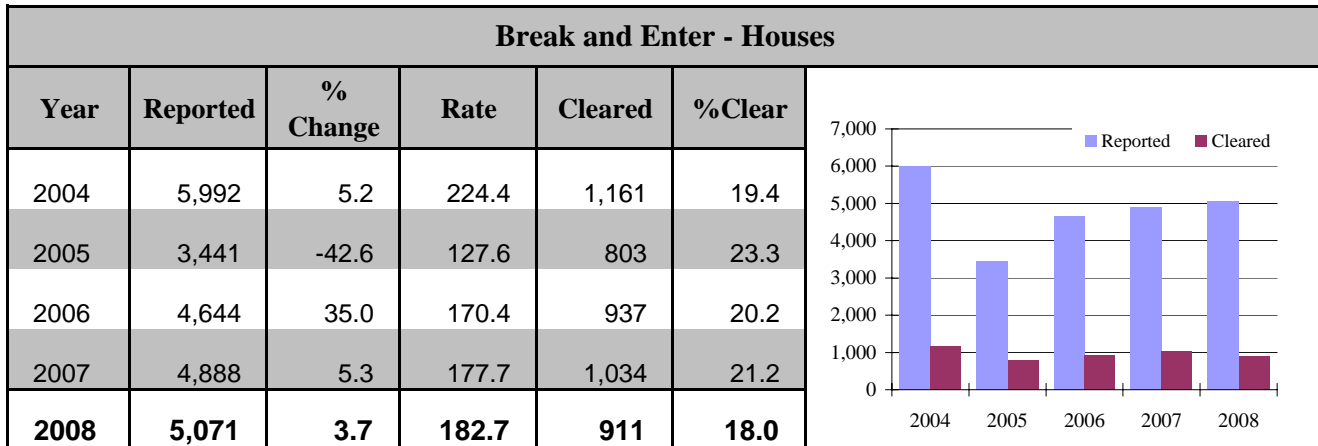 Break and Enter - Houses
Year Reported % Change Rate Cleared %Clear
2004 5,992 5.2 224.4 1,161 19.4
2005 3,441 -42.6 127.6 803 23.3
2006 4,644 35.0 170.4 937 20.2
2007 4,888 5.3 177.7 1,034 21.2
2008 5,071 3.7 182.7 911 18.0
Reported Cleared
7,000
6,000
5,000
4,000
3,000
2,000
1,000
0
2004 2005 2006 2007 2008